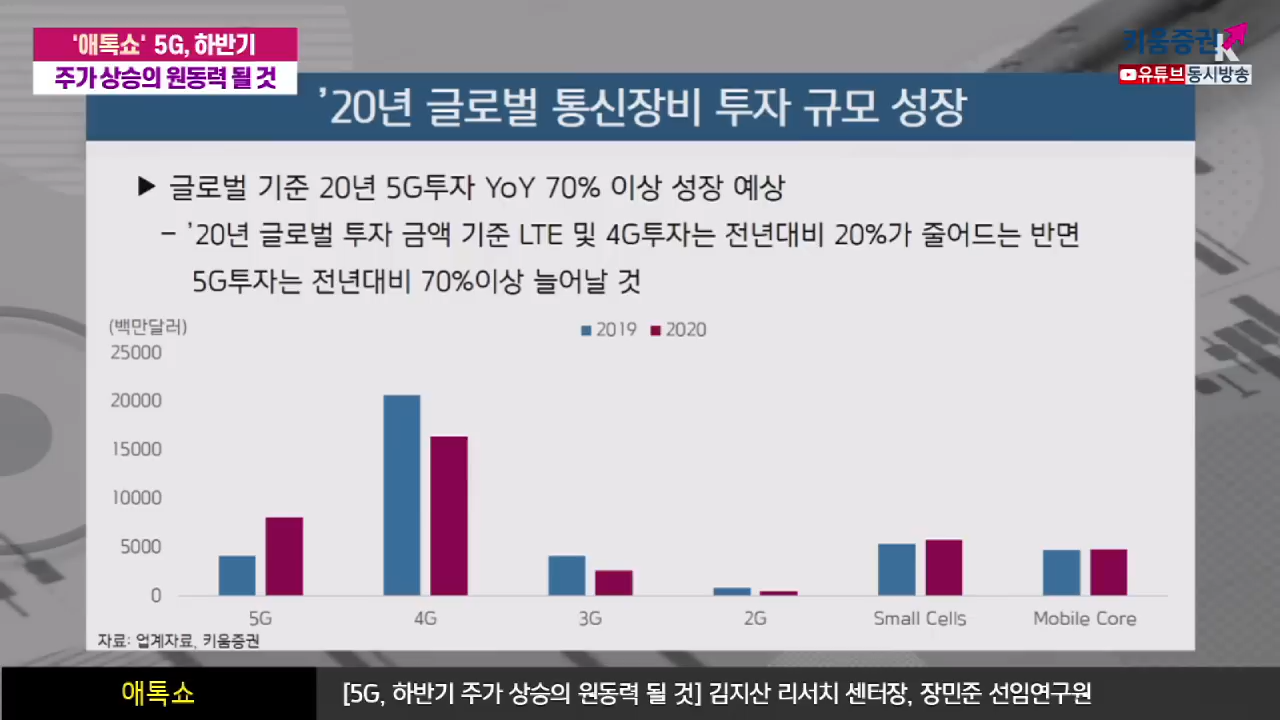 '애톡쇼' 5G, 하반기
주가 상승의 원동력 될 것
키움증권
유튜브 동시방송
’20년 글로벌 통신장비 투자 규모 성장
▶ 글로벌 기준 20년 5G투자 YoY 70% 이상 성장 예상
– ’20년 글로벌 투자 금액 기준 LTE 및 4G투자는 전년대비 20%가 줄어드는 반면
5G투자는 전년대비 70%이상 늘어날 것
(백만달러)
2019 2020
25000
20000
15000
10000
5000
0
5G 4G 3G 2G Small Cells Mobile Core
자료: 업계자료, 키움증권
애톡쇼
[5G, 하반기 주가 상승의 원동력 될 것] 김지산 리서치 센터장, 장민준 선임연구원